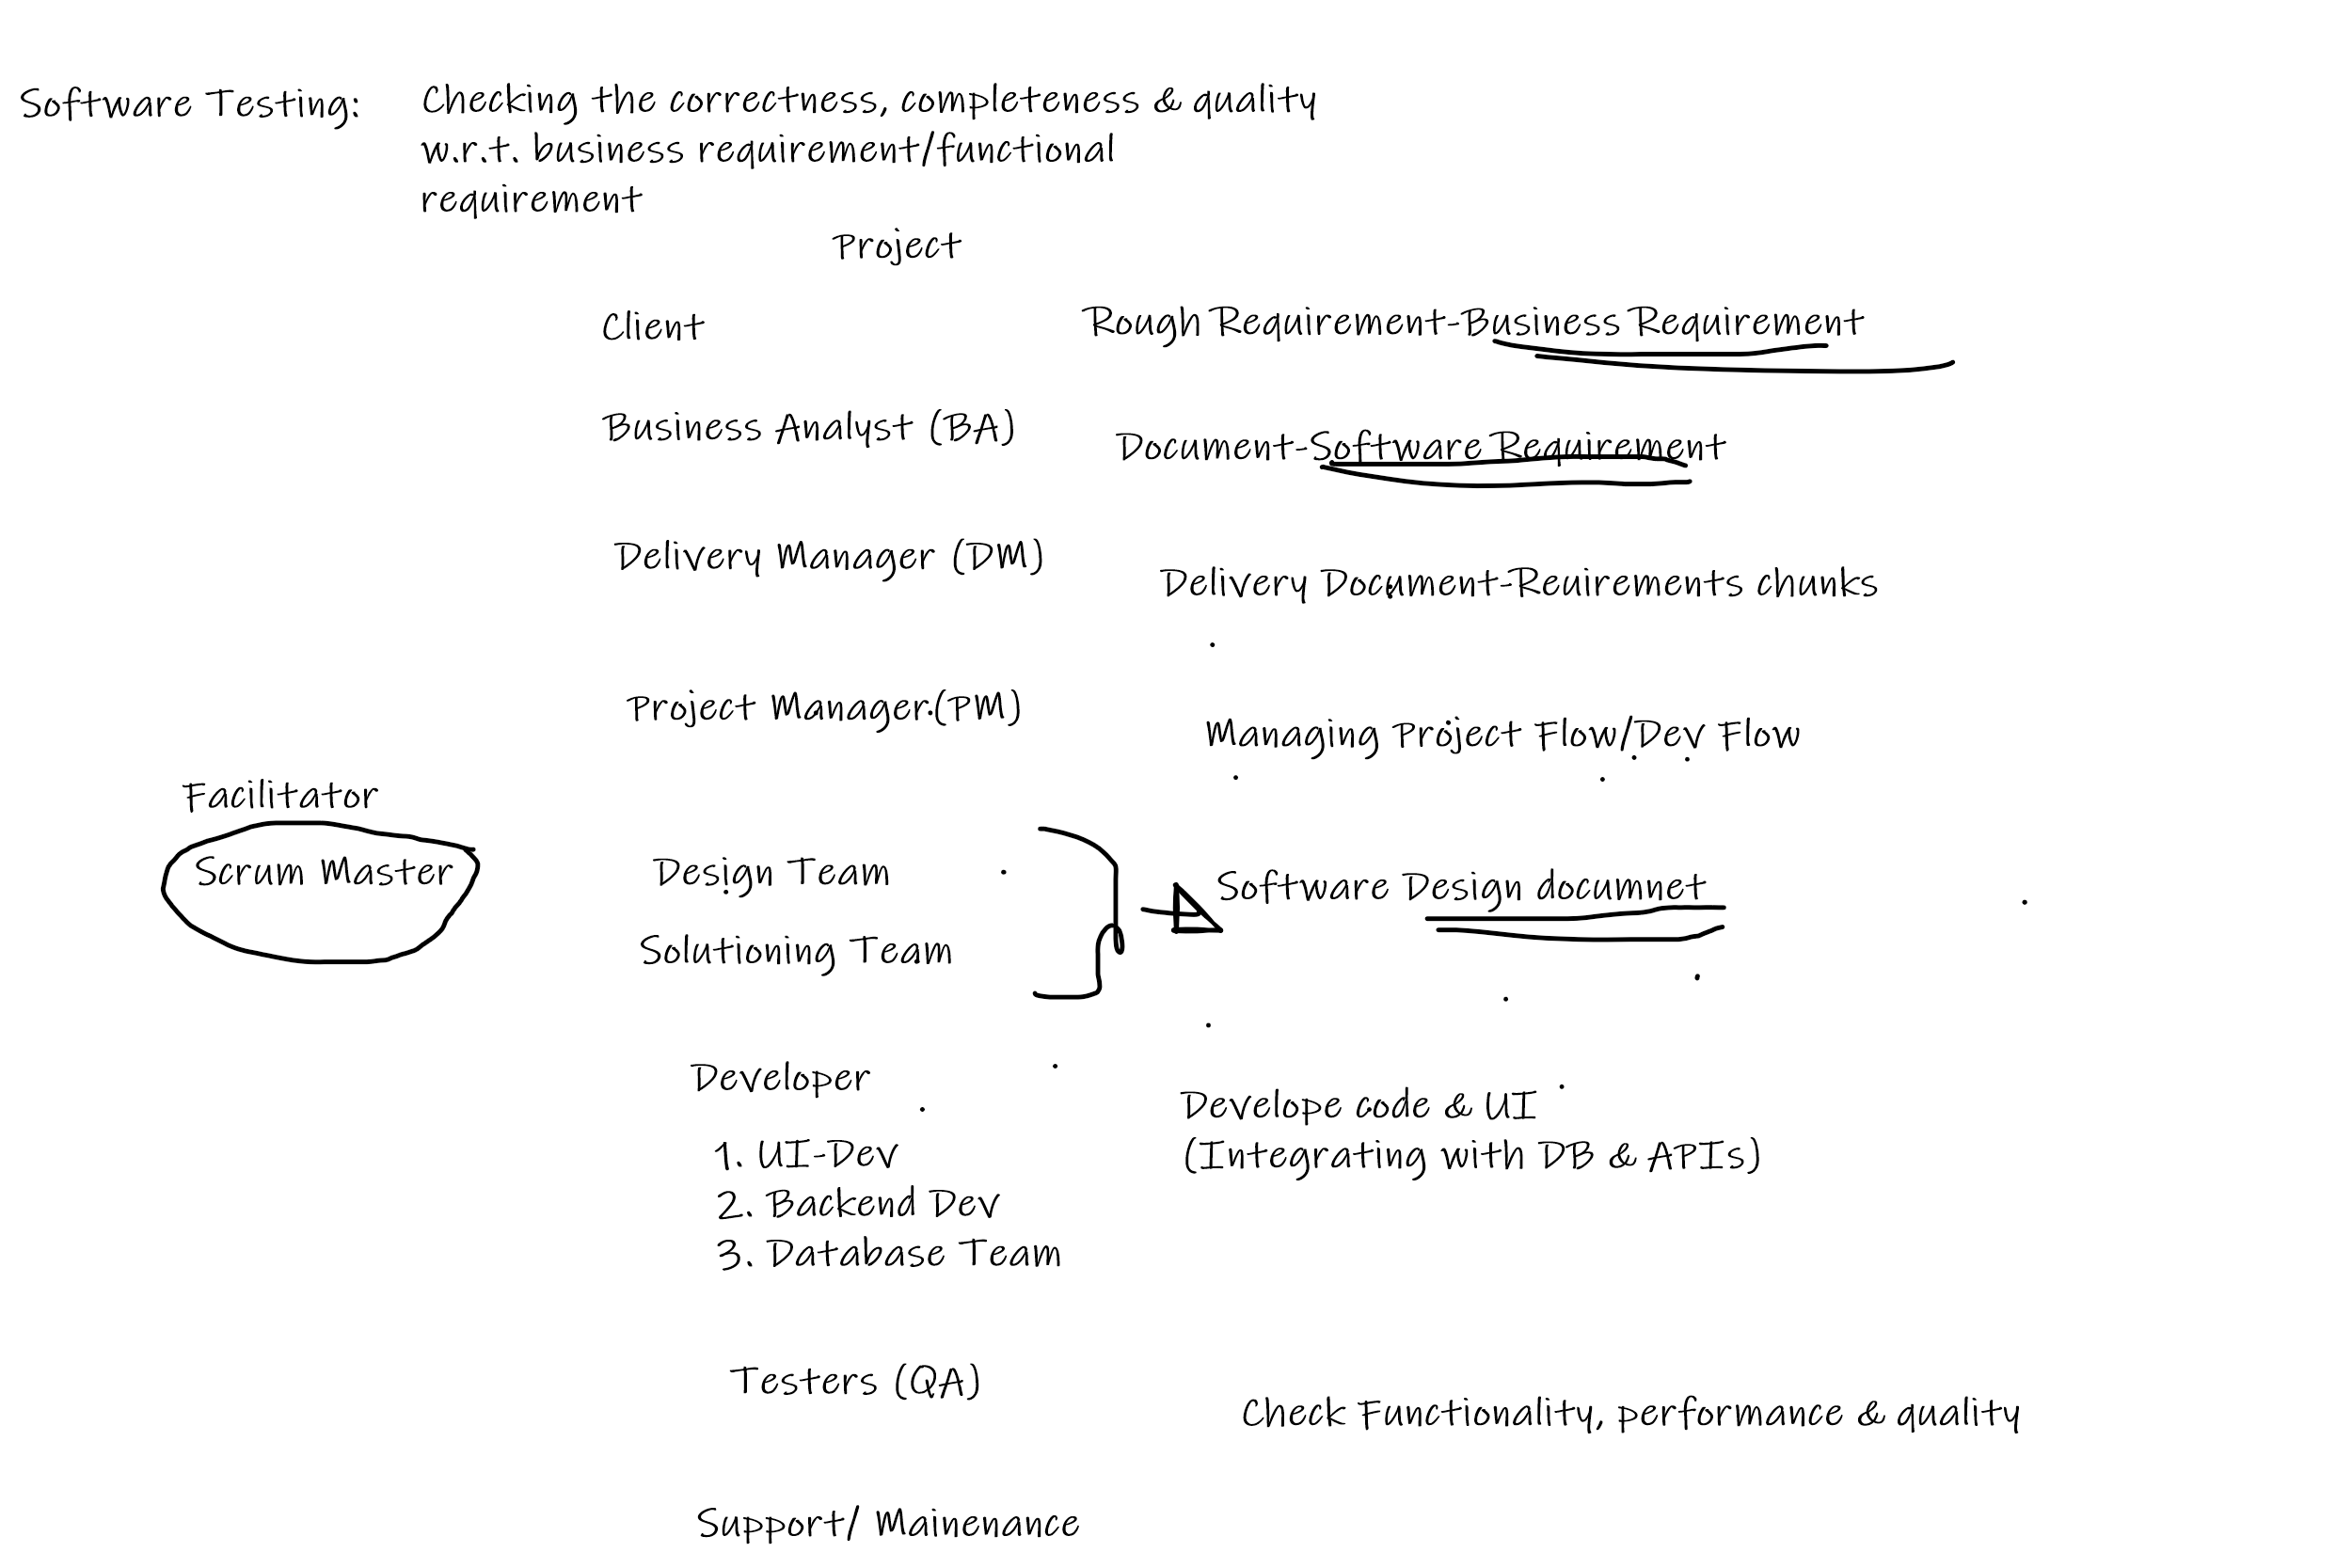 Software Testing: Checking the correctness, completeness & quality
w.r.t. business requirement/functional
requirement
Project
Client Rough Requirement-Business Requirement
Business Analyst (BA) Document-Software Requirement
Delivery Manager (DM) Delivery Document-Reuirements chunks
Project Manager (PM) Managing Project Flow/Dev Flow
Facilitator
Scrum Master Design Team Software Design documnet
Solutioning Team
Developer Develope code & UI
1. UI-Dev (Integrating with DB & APIs)
2. Backend Dev
3. Database Team
Testers (QA) Check Functionality, performance & quality
Support/ Mainenance